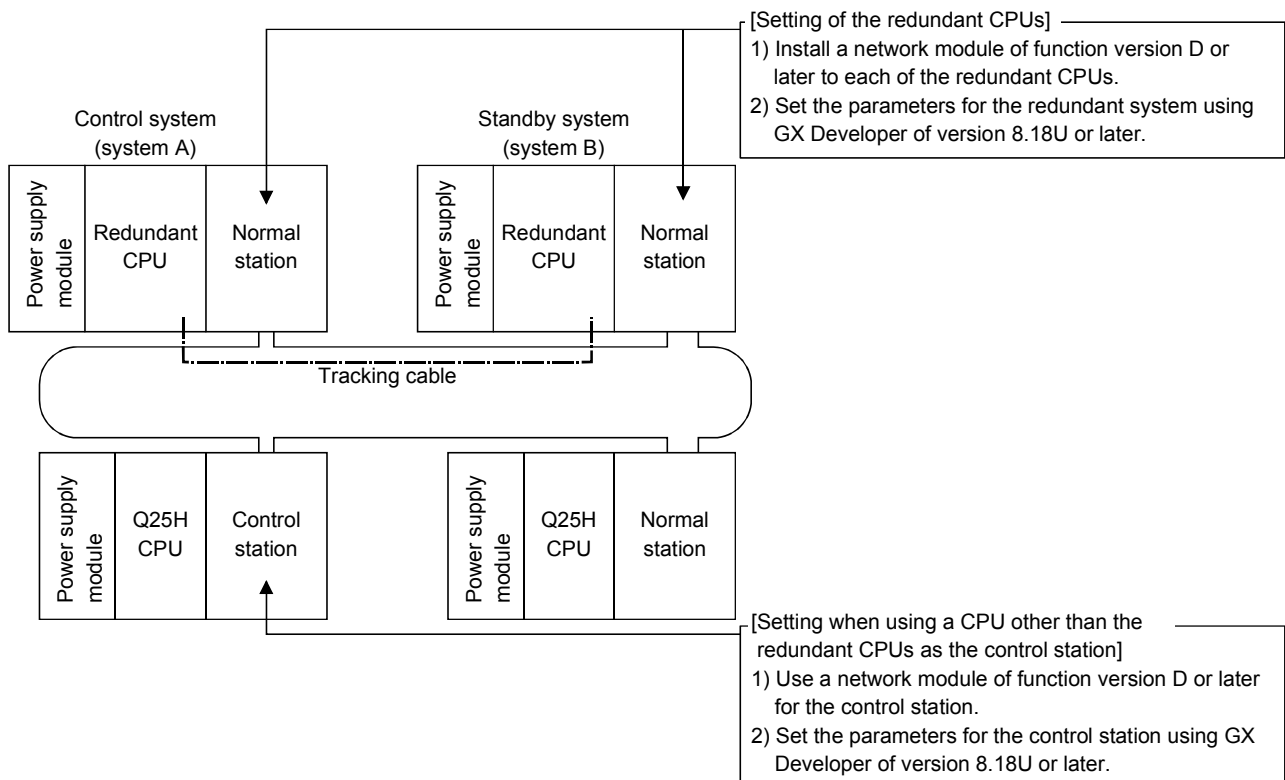 [Setting of the redundant CPUs]
1) Install a network module of function version D or
later to each of the redundant CPUs.
2) Set the parameters for the redundant system using
GX Developer of version 8.18U or later.
Control system
(system A)
Standby system
(system B)
Power supply
module
Redundant
CPU
Normal
station
Power supply
module
Redundant
CPU
Normal
station
Tracking cable
Power supply
module
Q25H
CPU
Control
station
Power supply
module
Q25H
CPU
Normal
station
[Setting when using a CPU other than the
redundant CPUs as the control station]
1) Use a network module of function version D or later
for the control station.
2) Set the parameters for the control station using GX
Developer of version 8.18U or later.